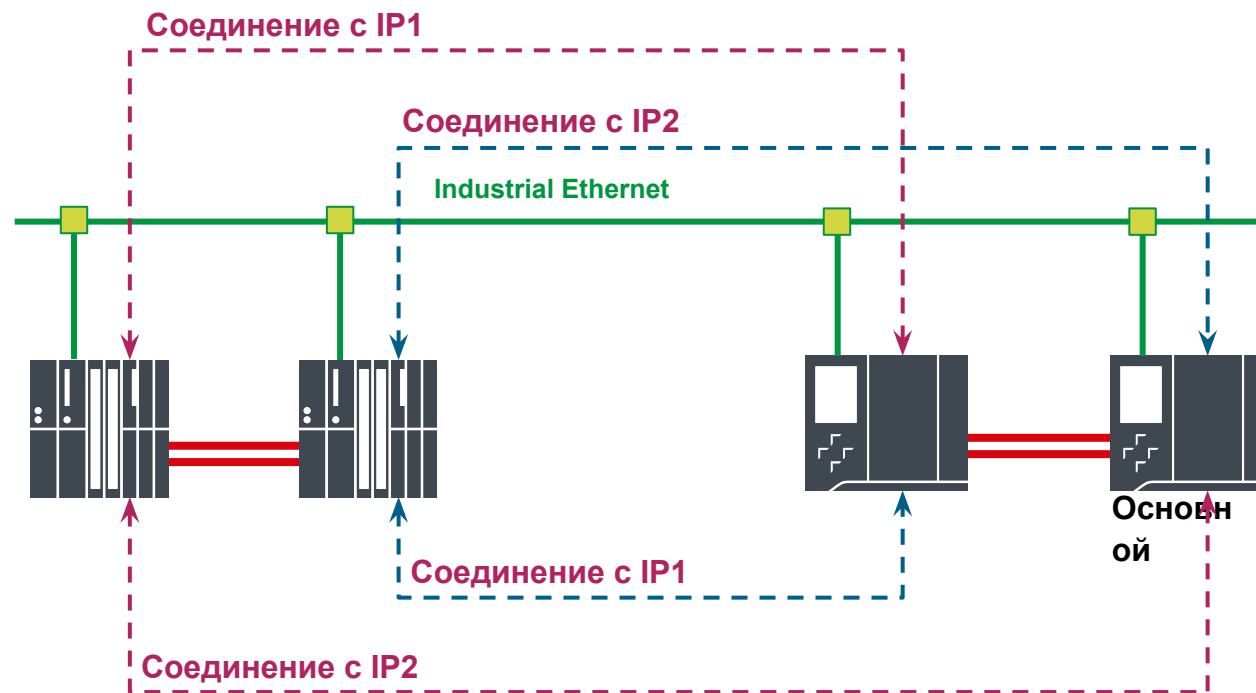 Соединение с IP1
Соединение с IP2
Industrial Ethernet
Основн
ой
Соединение с IP1
Соединение с IP2